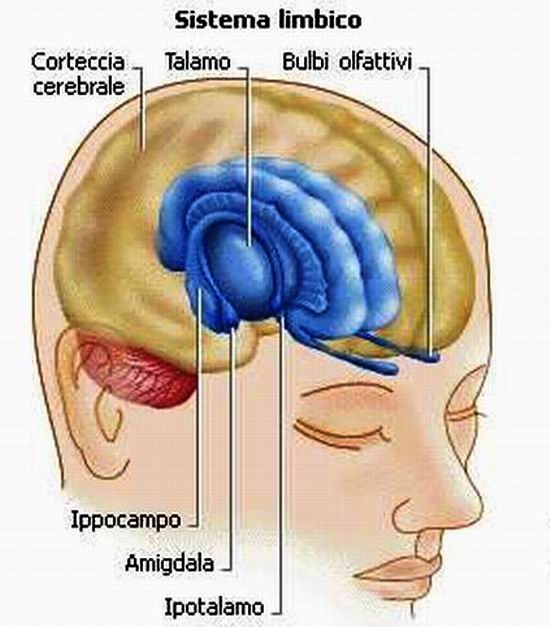 Sistema limbico
Corteccia
cerebrale
Talamo
Bulbi olfattivi
Ippocampo
Amigdala
Ipotalamo